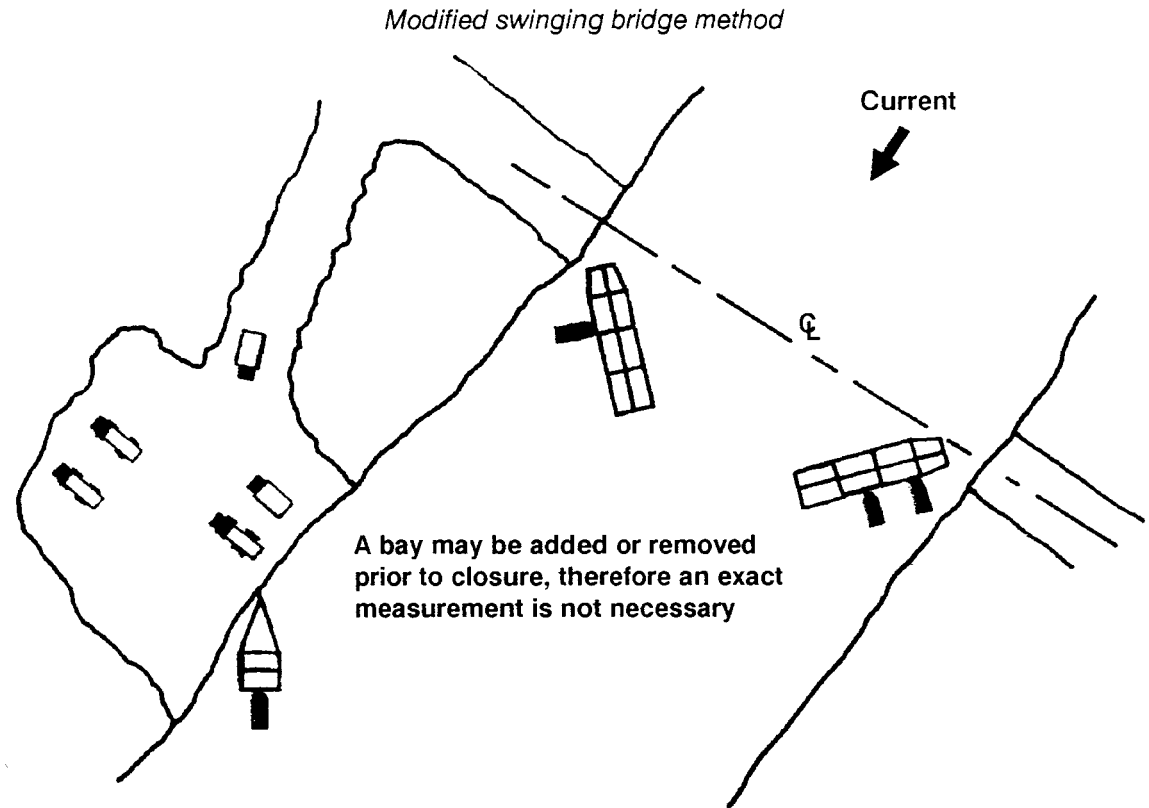 Modified swinging bridge method
Current
℄
A bay may be added or removed
prior to closure, therefore an exact
measurement is not necessary